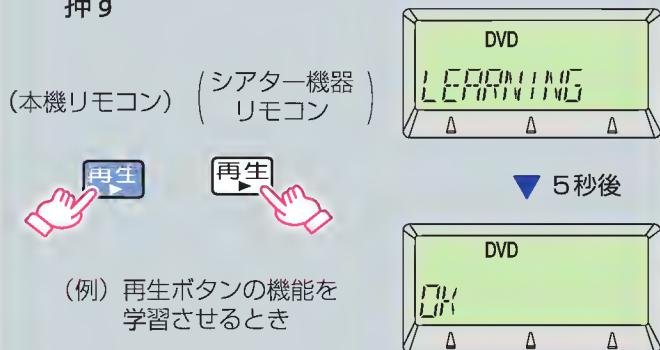 押す
(本機リモコン)
(シアター機器
リモコン)
再生
再生
DVD
LEARNING
5秒後
(例)再生ボタンの機能を
学習させるとき
DVD
OK